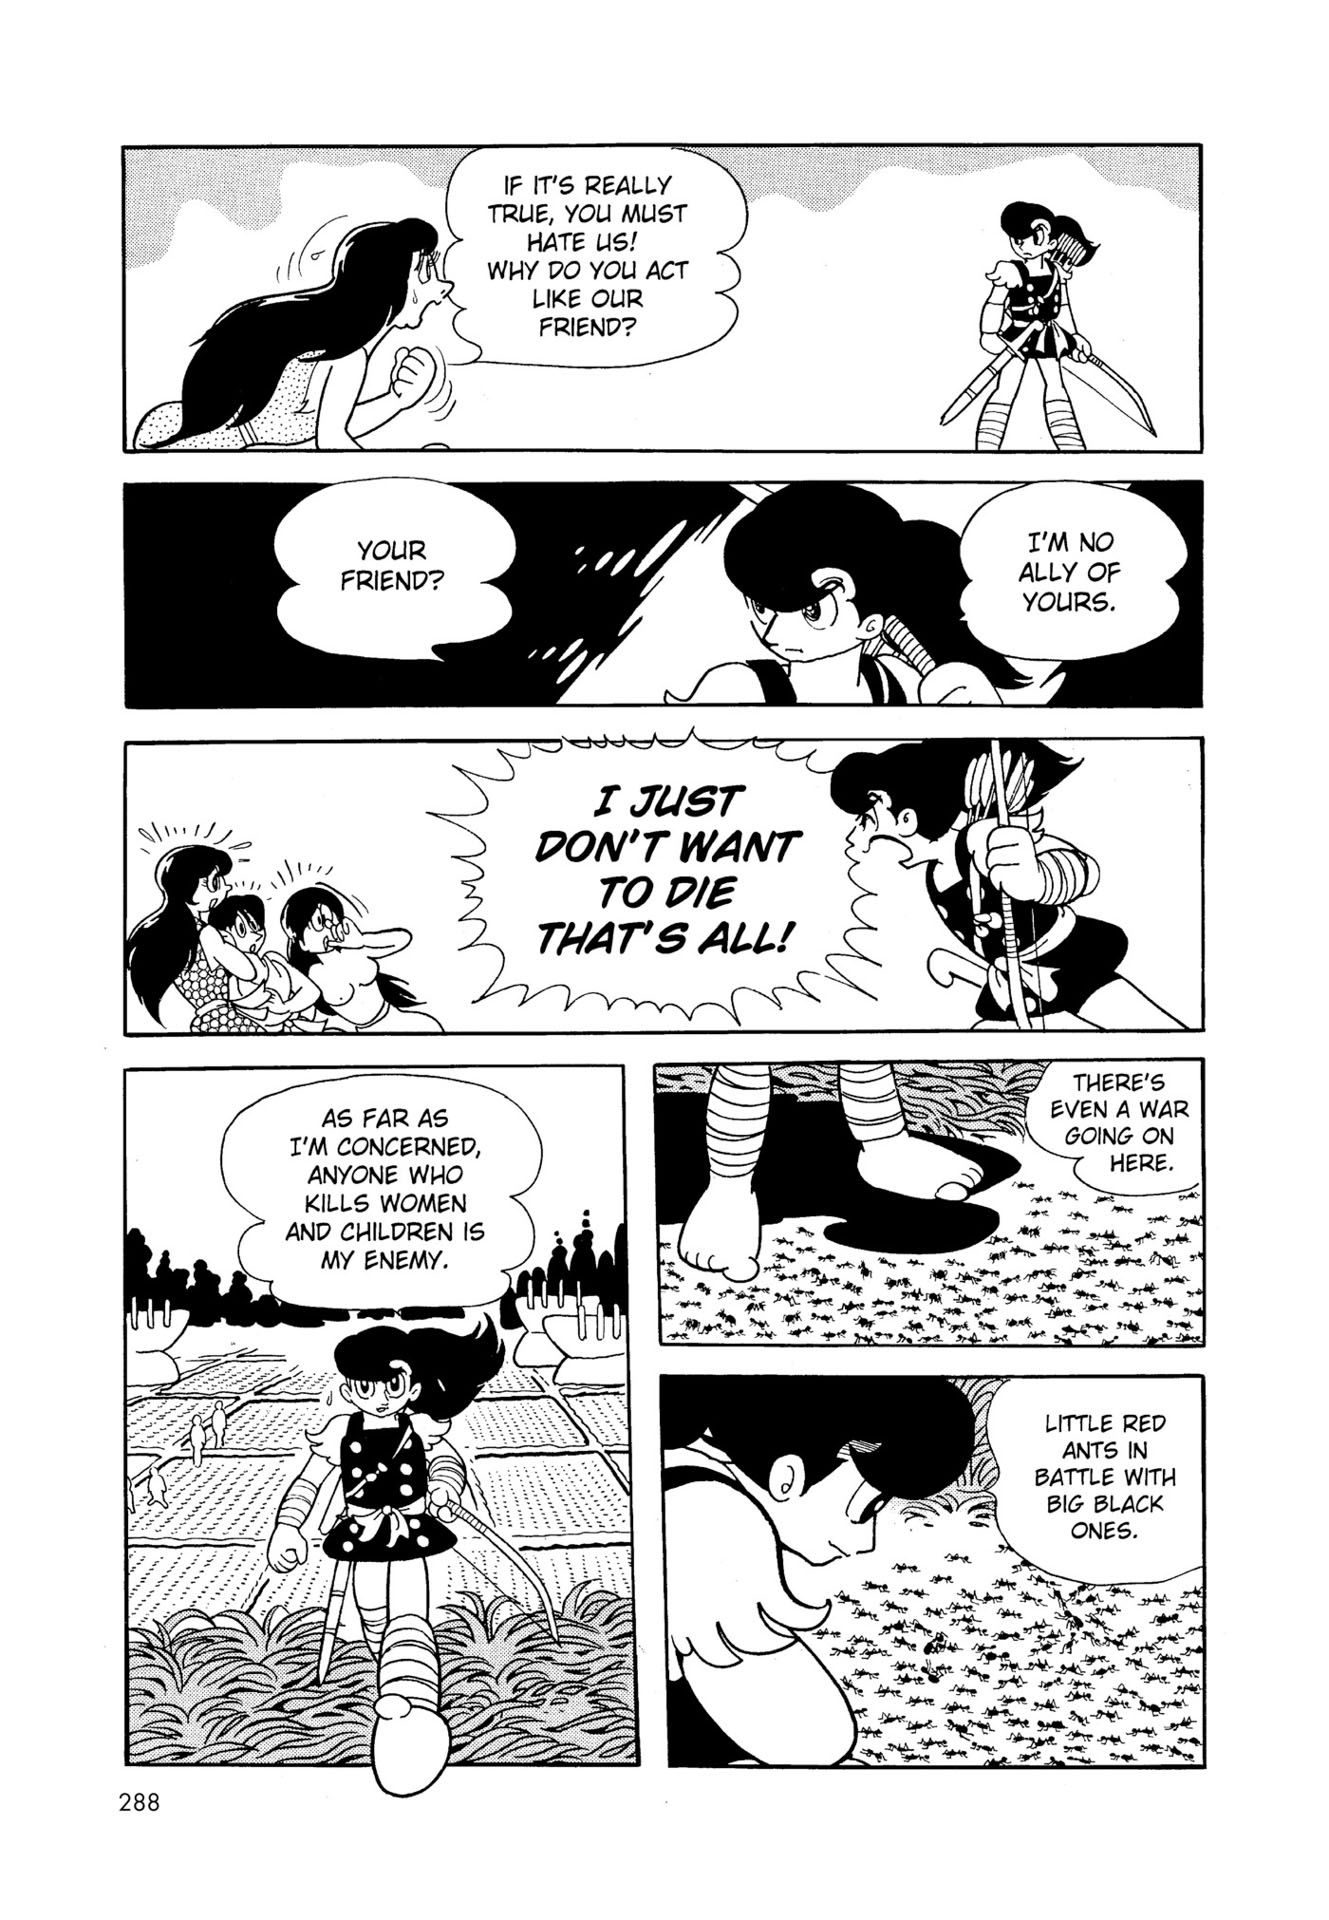 IF IT'S REALLY
TRUE, YOU MUST
HATE US!
WHY DO YOU ACT
LIKE OUR
FRIEND?
YOUR
FRIEND?
I'M NO
ALLY OF
YOURS.
I JUST
DON'T WANT
TO DIE
THAT'S ALL!
AS FAR AS
I'M CONCERNED,
ANYONE WHO
KILLS WOMEN
AND CHILDREN IS
MY ENEMY.
THERE'S
EVEN A WAR
GOING ON
HERE.
LITTLE RED
ANTS IN
BATTLE WITH
BIG BLACK
ONES.
288